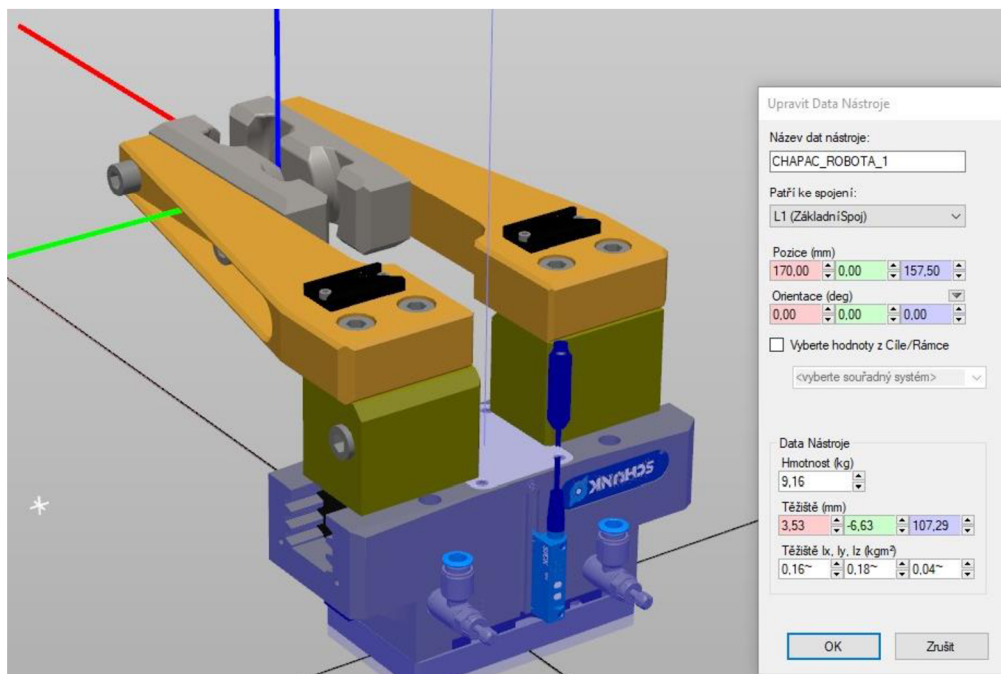 Upravit Data Nástroje
Název dat nástroje:
CHAPAC_ROBOTA_1
Patří ke spojení:
L1 (ZákladníSpoj)
Pozice (mm)
170,00 0,00 157,50
Orientace (deg)
0,00 0,00 0,00
Vyberte hodnoty z Cíle/Rámce
<vyberte souřadný systém>
Data Nástroje
Hmotnost (kg)
9,16
Těžiště (mm)
3,53 -6,63 107,29
Těžiště Ix, Iy, Iz (kgm²)
0,16~ 0,18~ 0,04~
OK Zrušit
SCHUNK